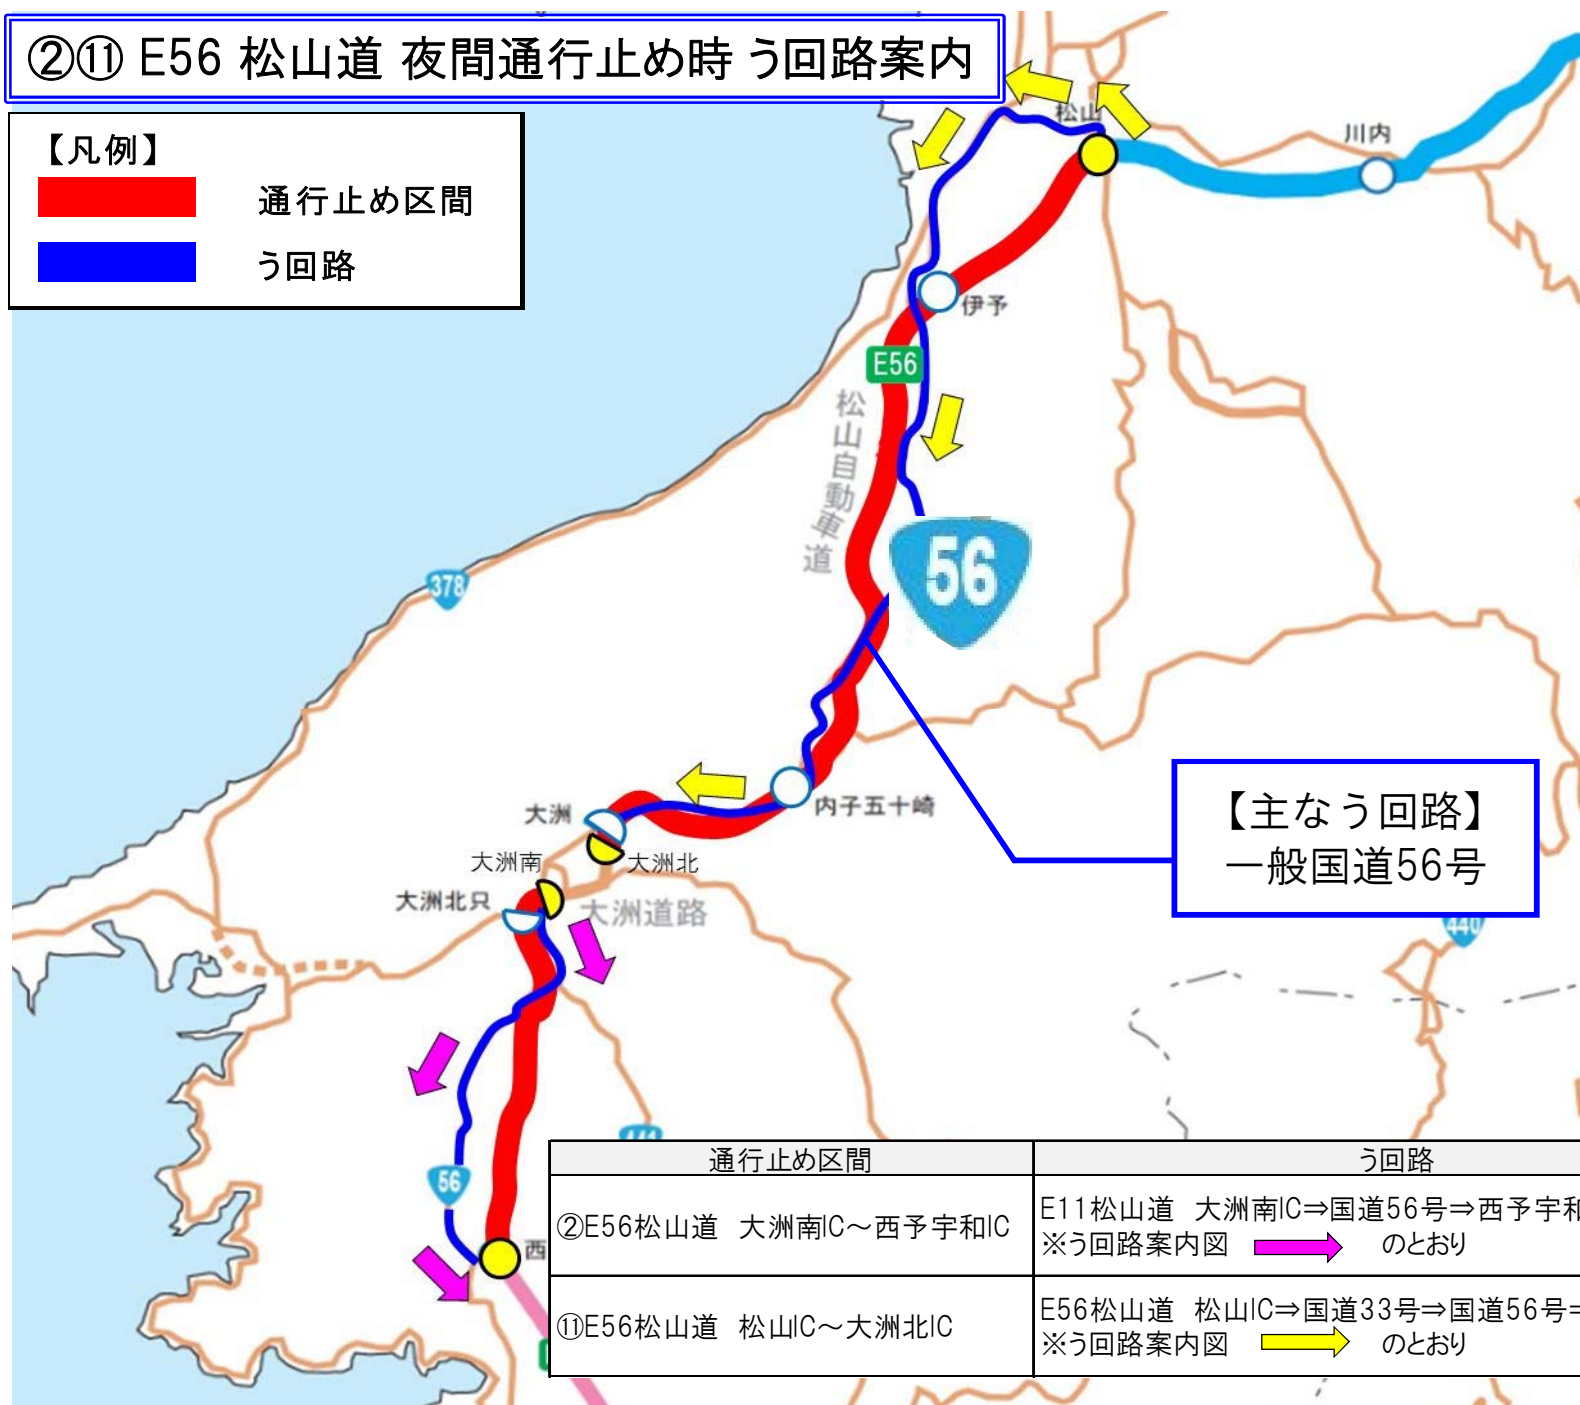 ②⑪ E56 松山道 夜間通行止め時 う回路案内
【凡例】
通行止め区間
う回路
松山
川内
伊予
E56
松山自動車道
56
378
【主なう回路】
一般国道56号
内子五十崎
大洲
大洲北
大洲南
大洲北只
大洲道路
440
56
西
通行止め区間
う回路
②E56松山道 大洲南IC～西予宇和IC
E11松山道 大洲南IC⇒国道56号⇒西予宇和
※う回路案内図 のとおり
⑪E56松山道 松山IC～大洲北IC
E56松山道 松山IC⇒国道33号⇒国道56号⇒
※う回路案内図 のとおり